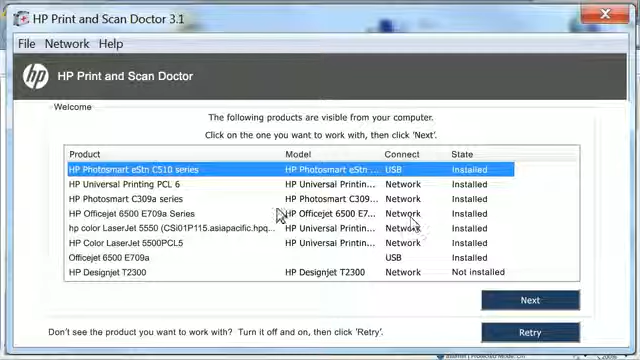 HP Print and Scan Doctor 3.1
File Network Help
hp HP Print and Scan Doctor
Welcome
The following products are visible from your computer.
Click on the one you want to work with, then click 'Next'.
Product Model Connect State
HP Photosmart eStn C510 series HP Photosmart eStn ... USB Installed
HP Universal Printing PCL 6 HP Universal Printin... Network Installed
HP Photosmart C309a series HP Photosmart C309... Network Installed
HP Officejet 6500 E709a Series HP Officejet 6500 E7... Network Installed
hp color LaserJet 5550 (CSi01P115.asiapacific.hpq... HP Universal Printin... Network Installed
HP Color LaserJet 5500PCL5 HP Universal Printin... Network Installed
Officejet 6500 E709a USB Installed
HP Designjet T2300 HP Designjet T2300 Network Not installed
Next
Don't see the product you want to work with? Turn it off and on, then click 'Retry'.
Retry